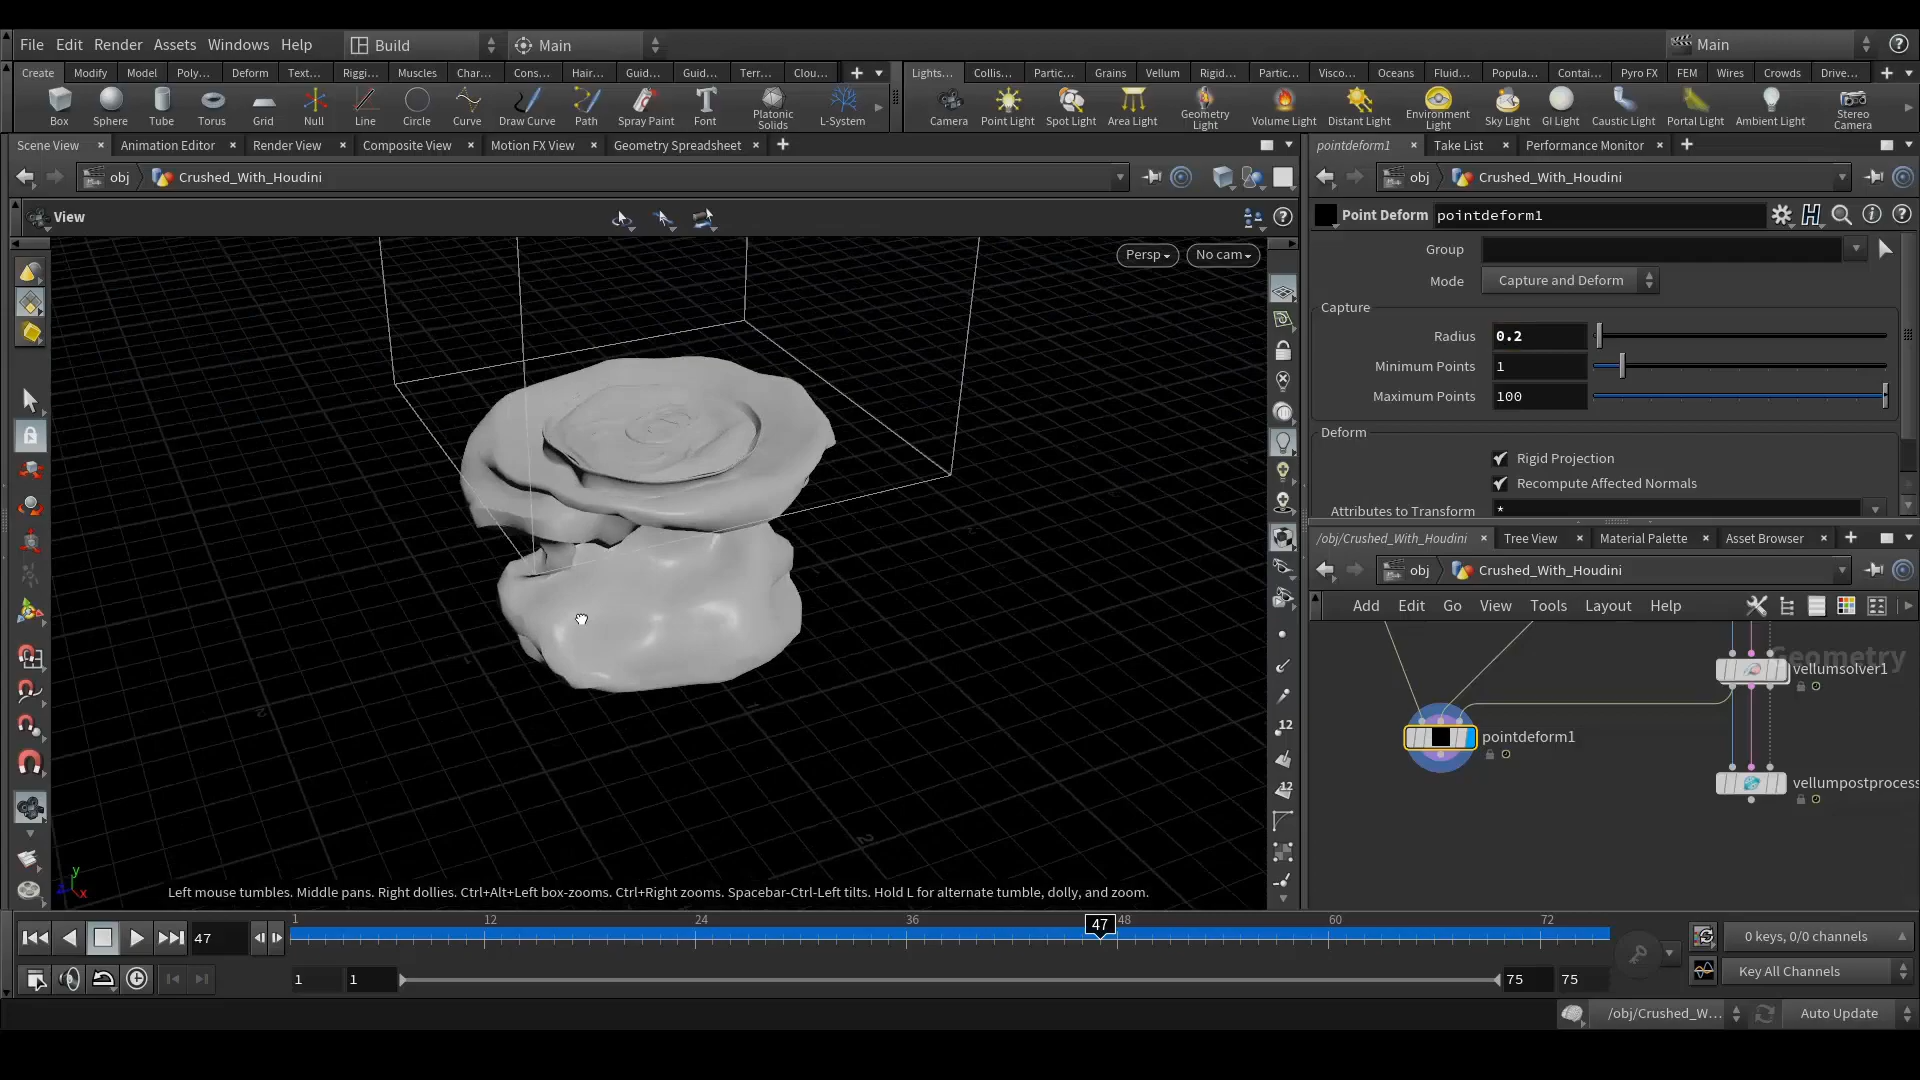 File Edit Render Assets Windows Help Build Main Main
Create Modify Model Poly... Deform Text... Riggi... Muscles Char... Cons... Hair... Guid... Guid... Terr... Clou...
Lights... Collis... Partic... Grains Vellum Rigid... Partic... Visco... Oceans Fluid... Popula... Contai... Pyro FX FEM Wires Crowds Drive...
Box Sphere Tube Torus Grid Null Line Circle Curve Draw Curve Path Spray Paint Font Platonic Solids L-System
Camera Point Light Spot Light Area Light Geometry Light Volume Light Distant Light Environment Light Sky Light GI Light Caustic Light Portal Light Ambient Light Stereo Camera
Scene View Animation Editor Render View Composite View Motion FX View Geometry Spreadsheet
obj Crushed_With_Houdini
View
Persp No cam
12
12
Left mouse tumbles. Middle pans. Right dollies. Ctrl+Alt+Left box-zooms. Ctrl+Right zooms. Spacebar-Ctrl-Left tilts. Hold L for alternate tumble, dolly, and zoom.
y
z x
pointdeform1 Take List Performance Monitor
obj Crushed_With_Houdini
Point Deform pointdeform1
Group
Mode Capture and Deform
Capture
Radius 0.2
Minimum Points 1
Maximum Points 100
Deform
Rigid Projection
Recompute Affected Normals
Attributes to Transform *
/obj/Crushed_With_Houdini Tree View Material Palette Asset Browser
obj Crushed_With_Houdini
Add Edit Go View Tools Layout Help
Geometry
vellumsolver1
pointdeform1
vellumpostprocess
47 1 12 24 36 47 48 60 72
0 keys, 0/0 channels
1 1 75 75
Key All Channels
/obj/Crushed_W... Auto Update